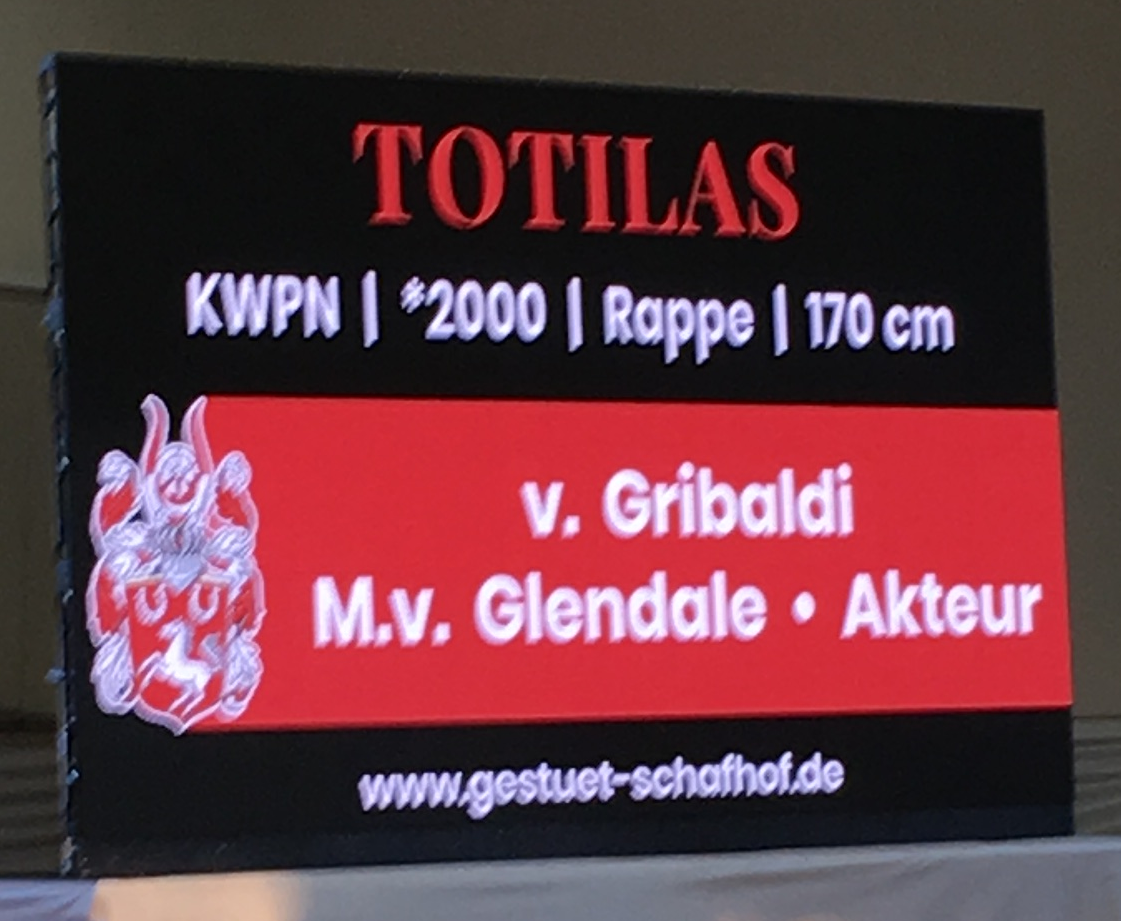 TOTILAS
KWPN | *2000 | Rappe | 170 cm
v. Gribaldi
M.v. Glendale • Akteur
www.gestuet-schafhof.de